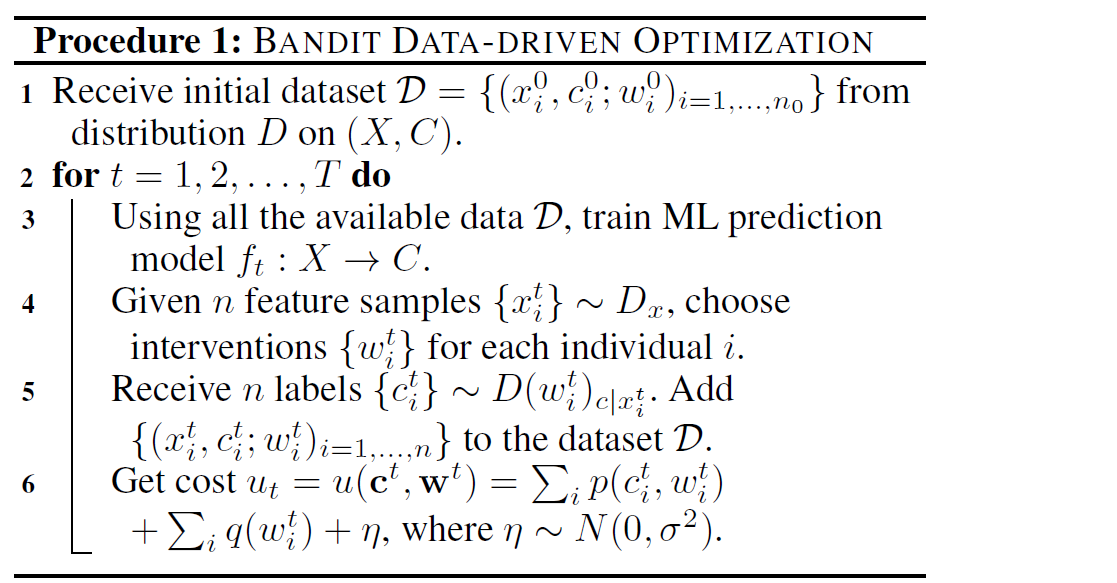 Procedure 1: BANDIT DATA-DRIVEN OPTIMIZATION
1 Receive initial dataset $\mathcal{D} = \{(x_i^0, c_i^0; w_i^0)_{i=1,\ldots,n_0}\}$ from
distribution $D$ on $(X, C)$.
2 for $t = 1, 2, \ldots, T$ do
3 Using all the available data $\mathcal{D}$, train ML prediction
model $f_t : X \to C$.
4 Given $n$ feature samples $\{x_i^t\} \sim D_x$, choose
interventions $\{w_i^t\}$ for each individual $i$.
5 Receive $n$ labels $\{c_i^t\} \sim D(w_i^t)_{c|x_i^t}$. Add
$\{(x_i^t, c_i^t; w_i^t)_{i=1,\ldots,n}\}$ to the dataset $\mathcal{D}$.
6 Get cost $u_t = u(\mathbf{c}^t, \mathbf{w}^t) = \sum_i p(c_i^t, w_i^t)$
$+ \sum_i q(w_i^t) + \eta$, where $\eta \sim N(0, \sigma^2)$.